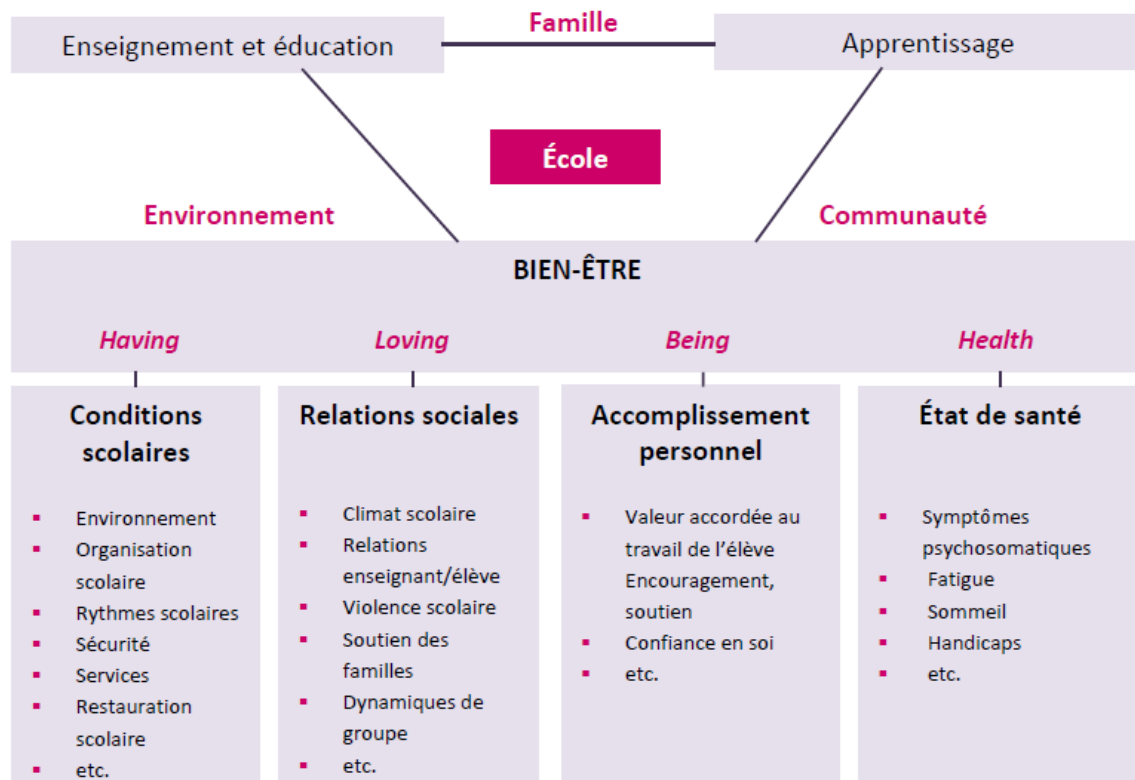 Famille
Enseignement et éducation
Apprentissage
École
Environnement
Communauté
BIEN-ÊTRE
Having
Loving
Being
Health
Conditions
scolaires
▪ Environnement
▪ Organisation
scolaire
▪ Rythmes scolaires
▪ Sécurité
▪ Services
▪ Restauration
scolaire
▪ etc.
Relations sociales
▪ Climat scolaire
▪ Relations
enseignant/élève
▪ Violence scolaire
▪ Soutien des
familles
▪ Dynamiques de
groupe
▪ etc.
Accomplissement
personnel
▪ Valeur accordée au
travail de l’élève
Encouragement,
soutien
▪ Confiance en soi
▪ etc.
État de santé
▪ Symptômes
psychosomatiques
▪ Fatigue
▪ Sommeil
▪ Handicaps
▪ etc.